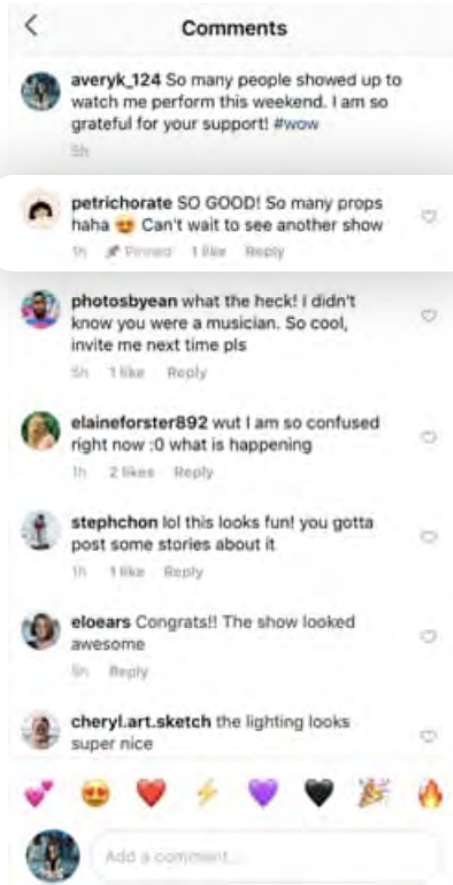 Comments
averyk_124 So many people showed up to
watch me perform this weekend. I am so
grateful for your support! #wow
5h
petrichorate SO GOOD! So many props
haha 😍 Can't wait to see another show
1h Pinned 1 like Reply
photosbyean what the heck! I didn't
know you were a musician. So cool,
invite me next time pls
5h 1 like Reply
elaineforster892 wut I am so confused
right now :0 what is happening
1h 2 likes Reply
stephchon lol this looks fun! you gotta
post some stories about it
1h 1 like Reply
eloears Congrats!! The show looked
awesome
5h Reply
cheryl.art.sketch the lighting looks
super nice
Add a comment...